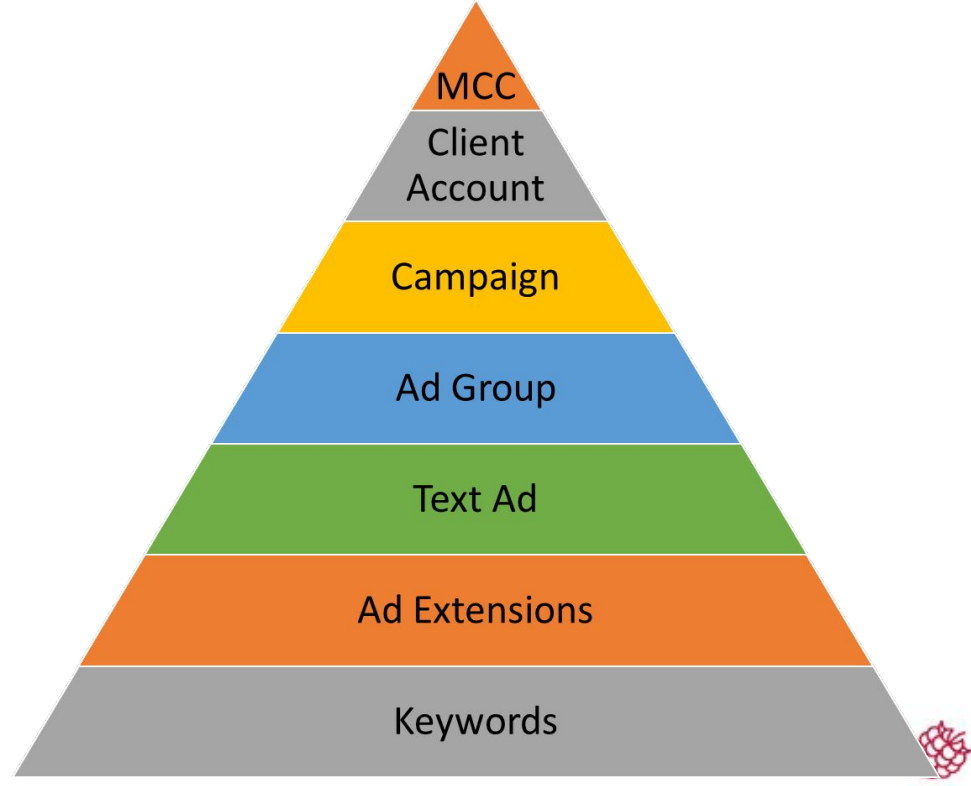 MCC
Client
Account
Campaign
Ad Group
Text Ad
Ad Extensions
Keywords